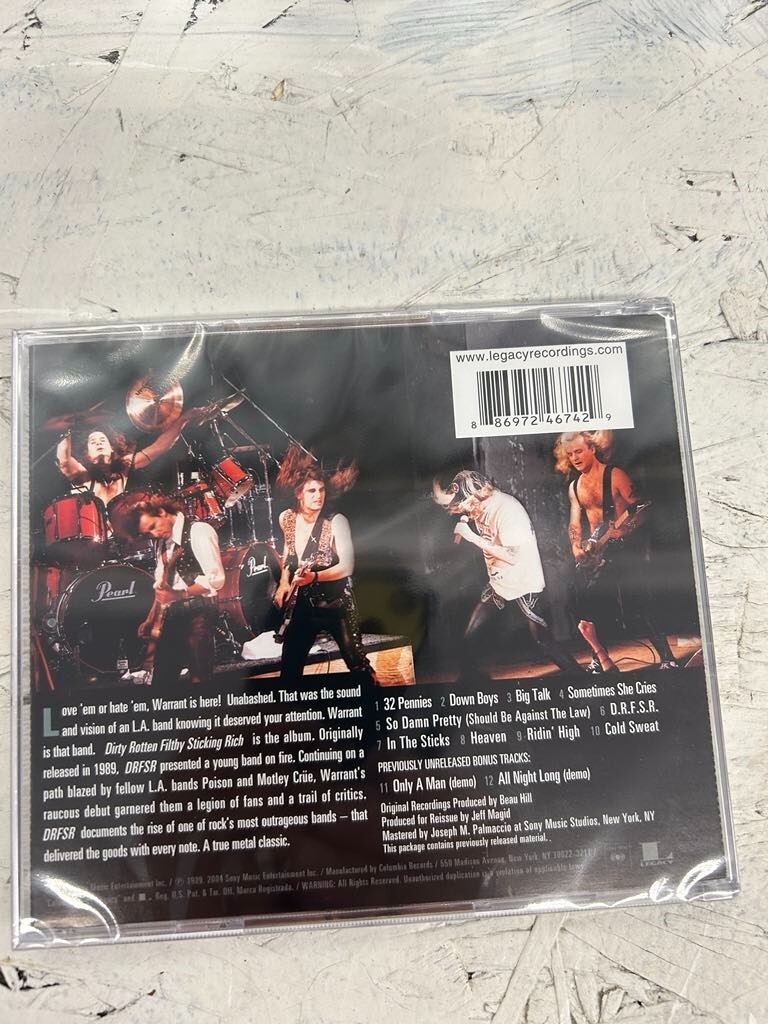 www.legacyrecordings.com
8 86972 46742 9
Pearl
Pearl
Love 'em or hate 'em, Warrant is here! Unabashed. That was the sound
and vision of an L.A. band knowing it deserved your attention. Warrant
is that band. Dirty Rotten Filthy Sticking Rich is the album. Originally
released in 1989, DRFSR presented a young band on fire. Continuing on a
path blazed by fellow L.A. bands Poison and Motley Crüe, Warrant's
raucous debut garnered them a legion of fans and a trail of critics.
DRFSR documents the rise of one of rock's most outrageous bands – that
delivered the goods with every note. A true metal classic.
1 32 Pennies 2 Down Boys 3 Big Talk 4 Sometimes She Cries
5 So Damn Pretty (Should Be Against The Law) 6 D.R.F.S.R.
7 In The Sticks 8 Heaven 9 Ridin' High 10 Cold Sweat
PREVIOUSLY UNRELEASED BONUS TRACKS:
11 Only A Man (demo) 12 All Night Long (demo)
Original Recordings Produced by Beau Hill
Produced for Reissue by Jeff Magid
Mastered by Joseph M. Palmaccio at Sony Music Studios, New York, NY
This package contains previously released material.
Music Entertainment Inc. / ℗ 1989, 2004 Sony Music Entertainment Inc. / Manufactured by Columbia Records / 550 Madison Avenue, New York, NY 10022-3211
and Reg. U.S. Pat. & Tm. Off. Marca Registrada. / WARNING: All Rights Reserved. Unauthorized duplication is a violation of applicable laws.
LEGACY